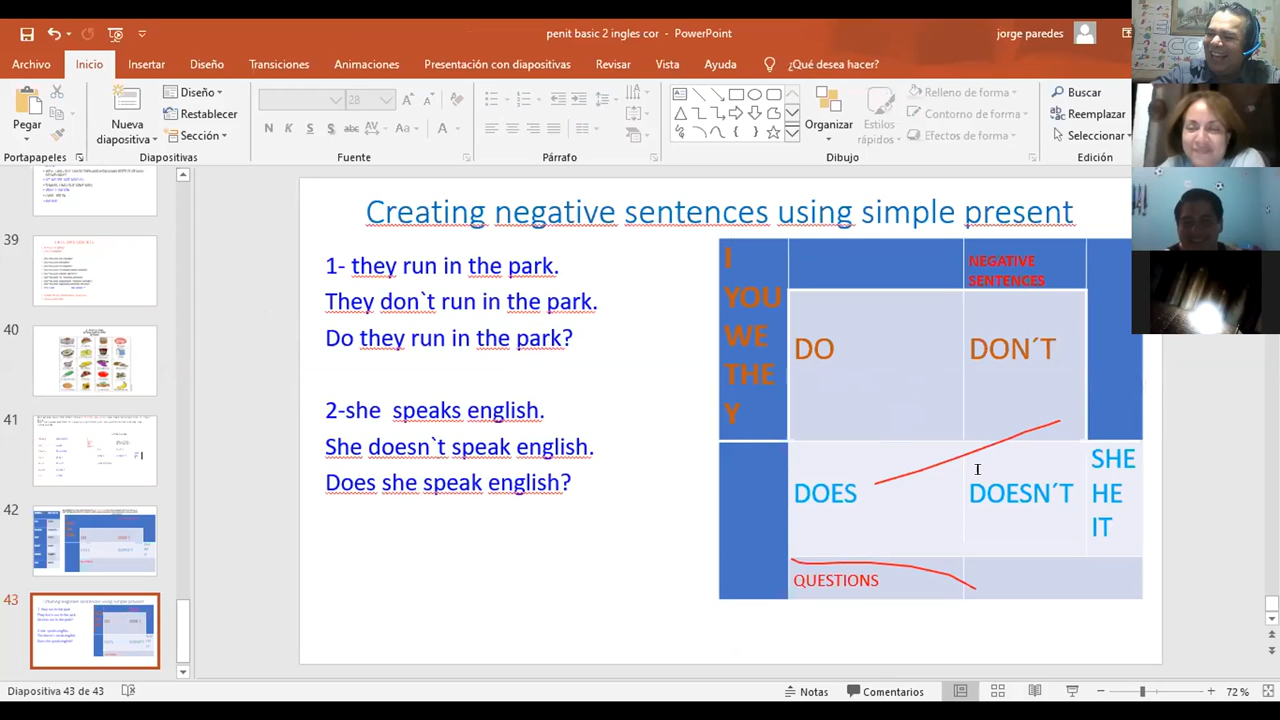 penit basic 2 ingles cor - PowerPoint
jorge paredes
Archivo
Inicio
Insertar
Diseño
Transiciones
Animaciones
Presentación con diapositivas
Revisar
Vista
Ayuda
¿Qué desea hacer?
Pegar
Nueva
diapositiva
Diseño
Restablecer
Sección
28
N K S abc AV Aa A
Organizar
Estilos
rápidos
Relleno de forma
Contorno de forma
Efectos de forma
Buscar
Reemplazar
Seleccionar
Portapapeles
Diapositivas
Fuente
Párrafo
Dibujo
Edición
39
40
41
42
43
Creating negative sentences using simple present
1- they run in the park.
They don`t run in the park.
Do they run in the park?
2-she speaks english.
She doesn`t speak english.
Does she speak english?
I
YOU
WE
THE
Y
NEGATIVE
SENTENCES
DO
DON´T
DOES
DOESN´T
SHE
HE
IT
QUESTIONS
Diapositiva 43 de 43
Notas
Comentarios
72 %